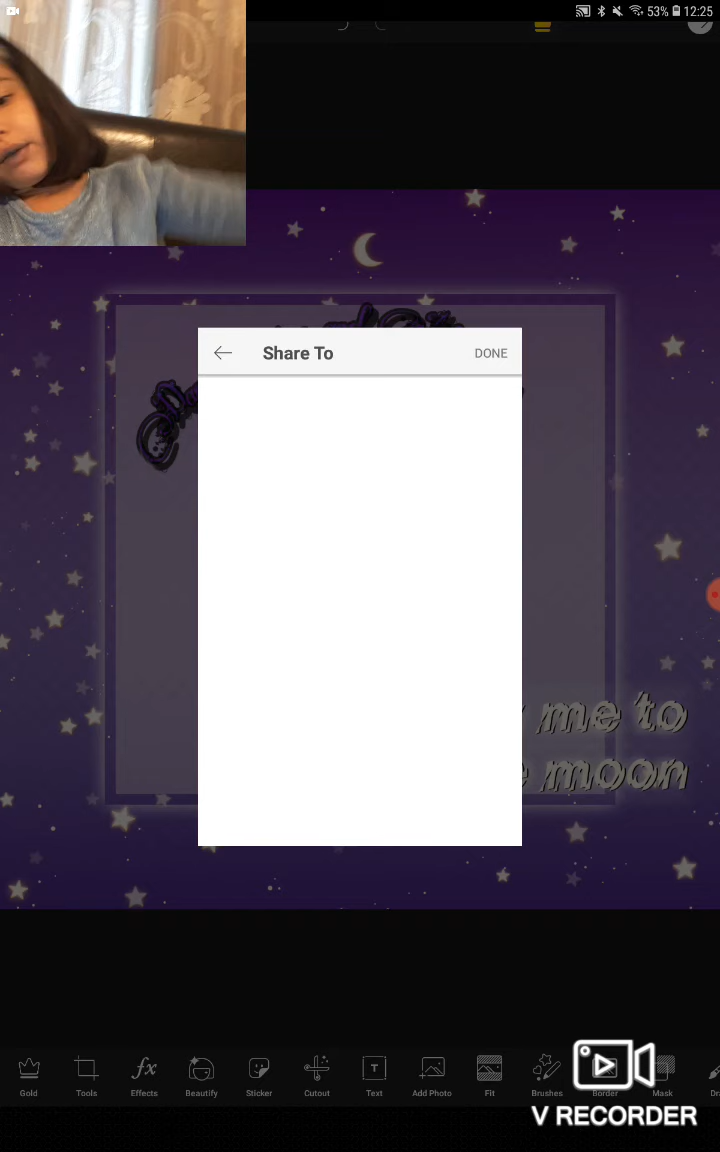 53% 12:25
Share To DONE
me to
moon
Gold Tools Effects Beautify Sticker Cutout Text Add Photo Fit Brushes Border Mask
V RECORDER